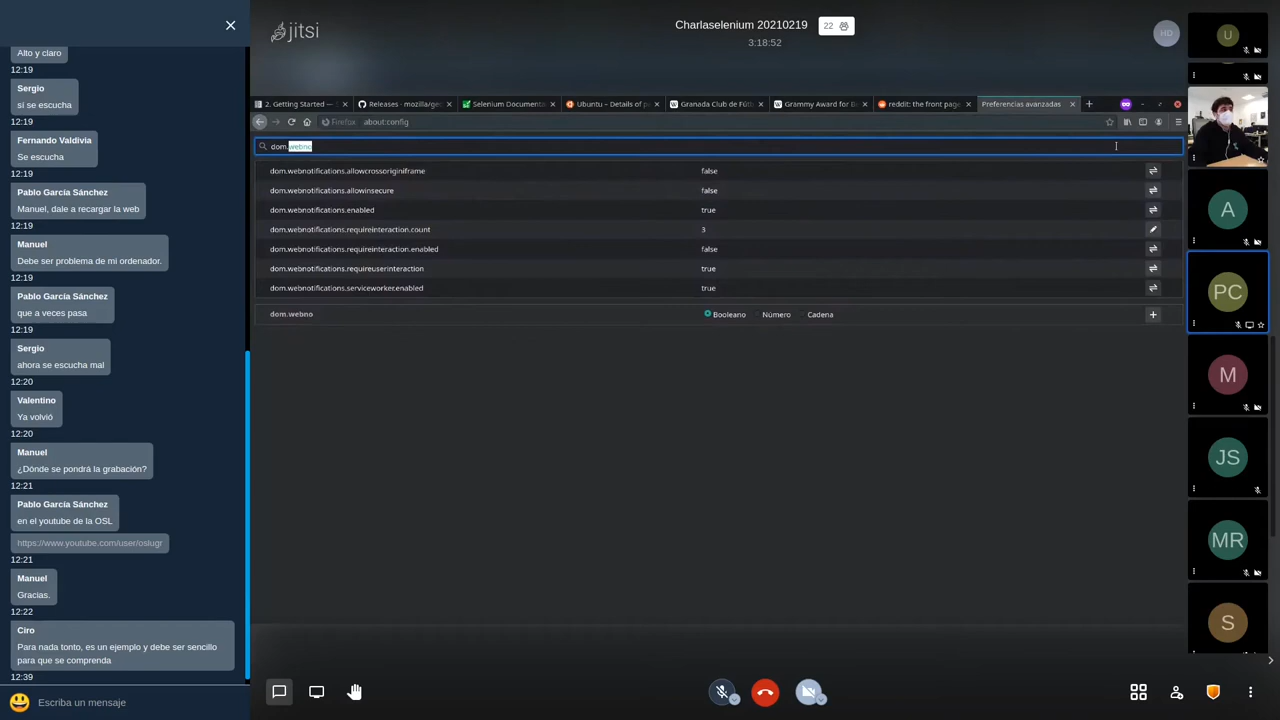 Alto y claro
12:19
Sergio
sí se escucha
12:19
Fernando Valdivia
Se escucha
12:19
Pablo García Sánchez
Manuel, dale a recargar la web
12:19
Manuel
Debe ser problema de mi ordenador.
12:19
Pablo García Sánchez
que a veces pasa
12:19
Sergio
ahora se escucha mal
12:20
Valentino
Ya volvió
12:20
Manuel
¿Dónde se pondrá la grabación?
12:21
Pablo García Sánchez
en el youtube de la OSL
https://www.youtube.com/user/oslugr
12:21
Manuel
Gracias.
12:22
Ciro
Para nada tonto, es un ejemplo y debe ser sencillo
para que se comprenda
12:39
Escriba un mensaje
jitsi
Charlaselenium 20210219
22
3:18:52
HD
2. Getting Started —
Releases · mozilla/gec
Selenium Documenta
Ubuntu – Details of p
Granada Club de Fút
Grammy Award for B
reddit: the front page
Preferencias avanzadas
Firefox
about:config
dom.webno
dom.webnotifications.allowcrossoriginiframe false
dom.webnotifications.allowinsecure false
dom.webnotifications.enabled true
dom.webnotifications.requireinteraction.count 3
dom.webnotifications.requireinteraction.enabled false
dom.webnotifications.requireuserinteraction true
dom.webnotifications.serviceworker.enabled true
dom.webno Booleano Número Cadena
U
A
PC
M
JS
MR
S